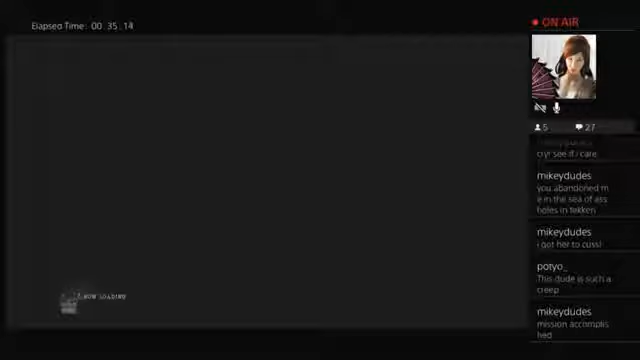 Elapsed Time: 00:35:14
ON AIR
5
27
cry! see if i care
mikeydudes
you abandoned m
e in the sea of ass
holes in tekken
mikeydudes
i got her to cuss!
potyo_
This dude is such a
creep
mikeydudes
mission accomplis
hed
NOW LOADING